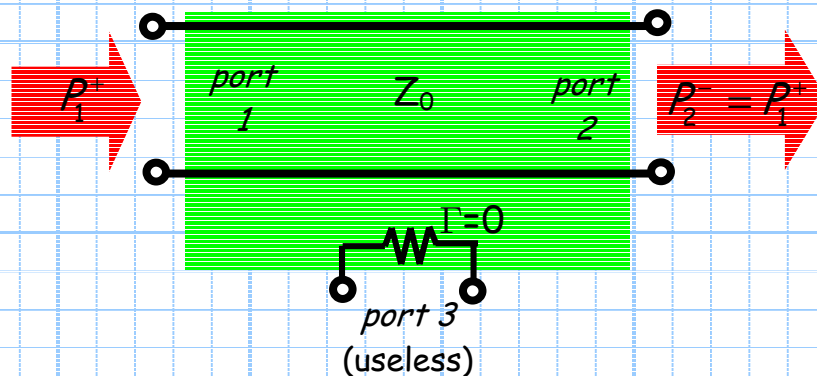 P₁⁺
port 1
Z₀
port 2
P₂⁻ = P₁⁺
Γ=0
port 3
(useless)